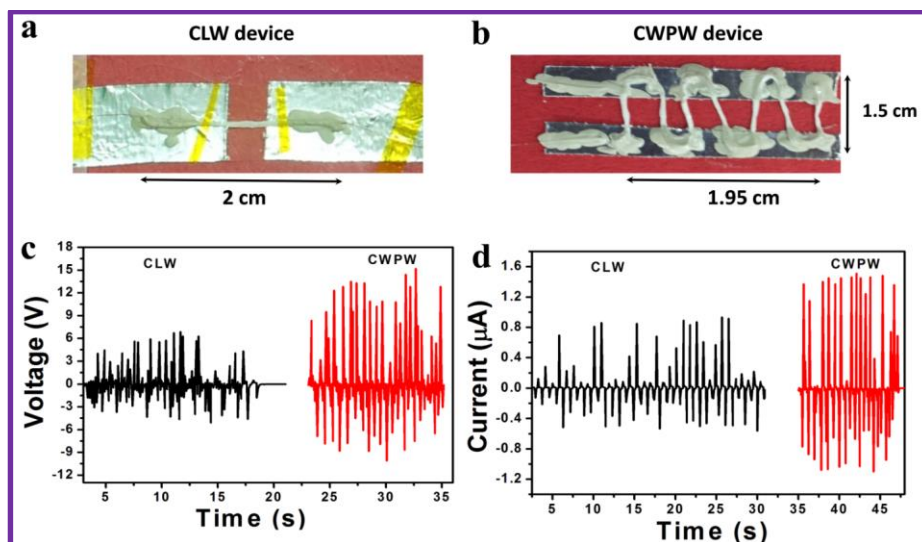 a
CLW device
2 cm
b
CWPW device
1.5 cm
1.95 cm
c
18
15
12
9
6
3
0
-3
-6
-9
-12
Voltage (V)
CLW
CWPW
5 10 15 20 25 30 35
Time (s)
d
1.6
1.2
0.8
0.4
0.0
-0.4
-0.8
-1.2
Current (µA)
CLW
CWPW
5 10 15 20 25 30 35 40 45
Time (s)